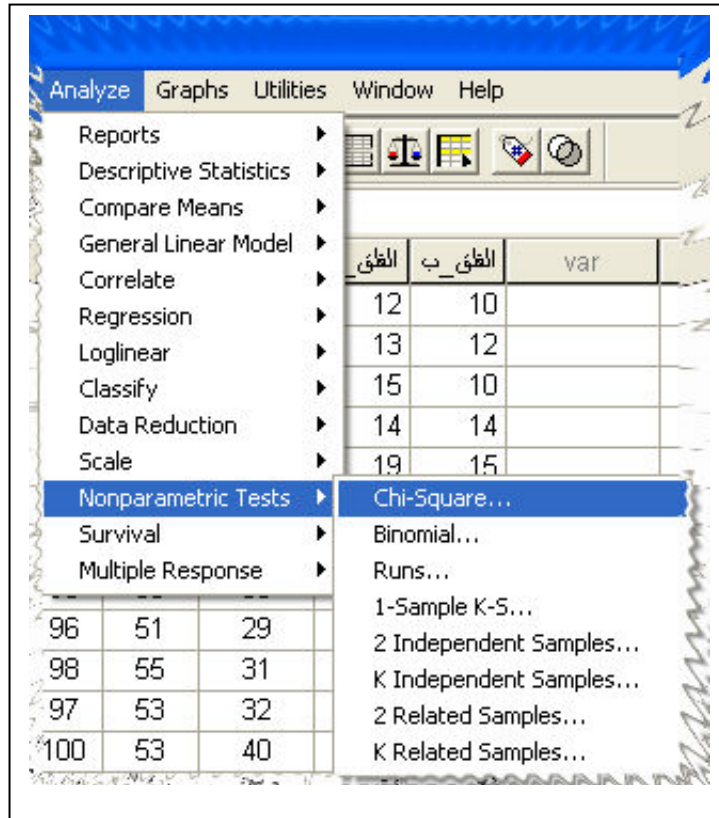 Analyze Graphs Utilities Window Help
Reports
Descriptive Statistics
Compare Means
General Linear Model
Correlate
Regression
Loglinear
Classify
Data Reduction
Scale
Nonparametric Tests
Survival
Multiple Response
القلق_ القلق_ب var
12 10
13 12
15 10
14 14
19 15
Chi-Square...
Binomial...
Runs...
1-Sample K-S...
2 Independent Samples...
K Independent Samples...
2 Related Samples...
K Related Samples...
96 51 29
98 55 31
97 53 32
100 53 40